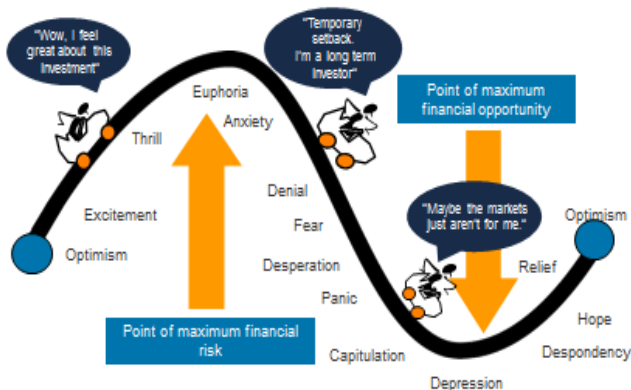 "Wow, I feel
great about this
investment"
"Temporary
setback.
I'm a long term
investor"
Point of maximum
financial opportunity
Euphoria
Anxiety
Thrill
Denial
Excitement
Fear
"Maybe the markets
just aren't for me."
Optimism
Optimism
Desperation
Relief
Panic
Hope
Point of maximum financial
risk
Capitulation
Despondency
Depression